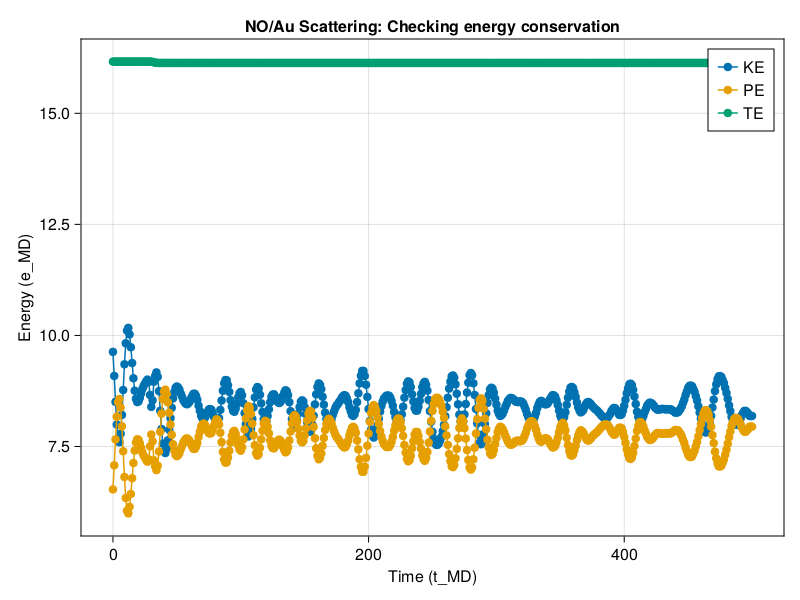 NO/Au Scattering: Checking energy conservation
KE
PE
TE
15.0
12.5
10.0
7.5
Energy (e_MD)
0
200
400
Time (t_MD)